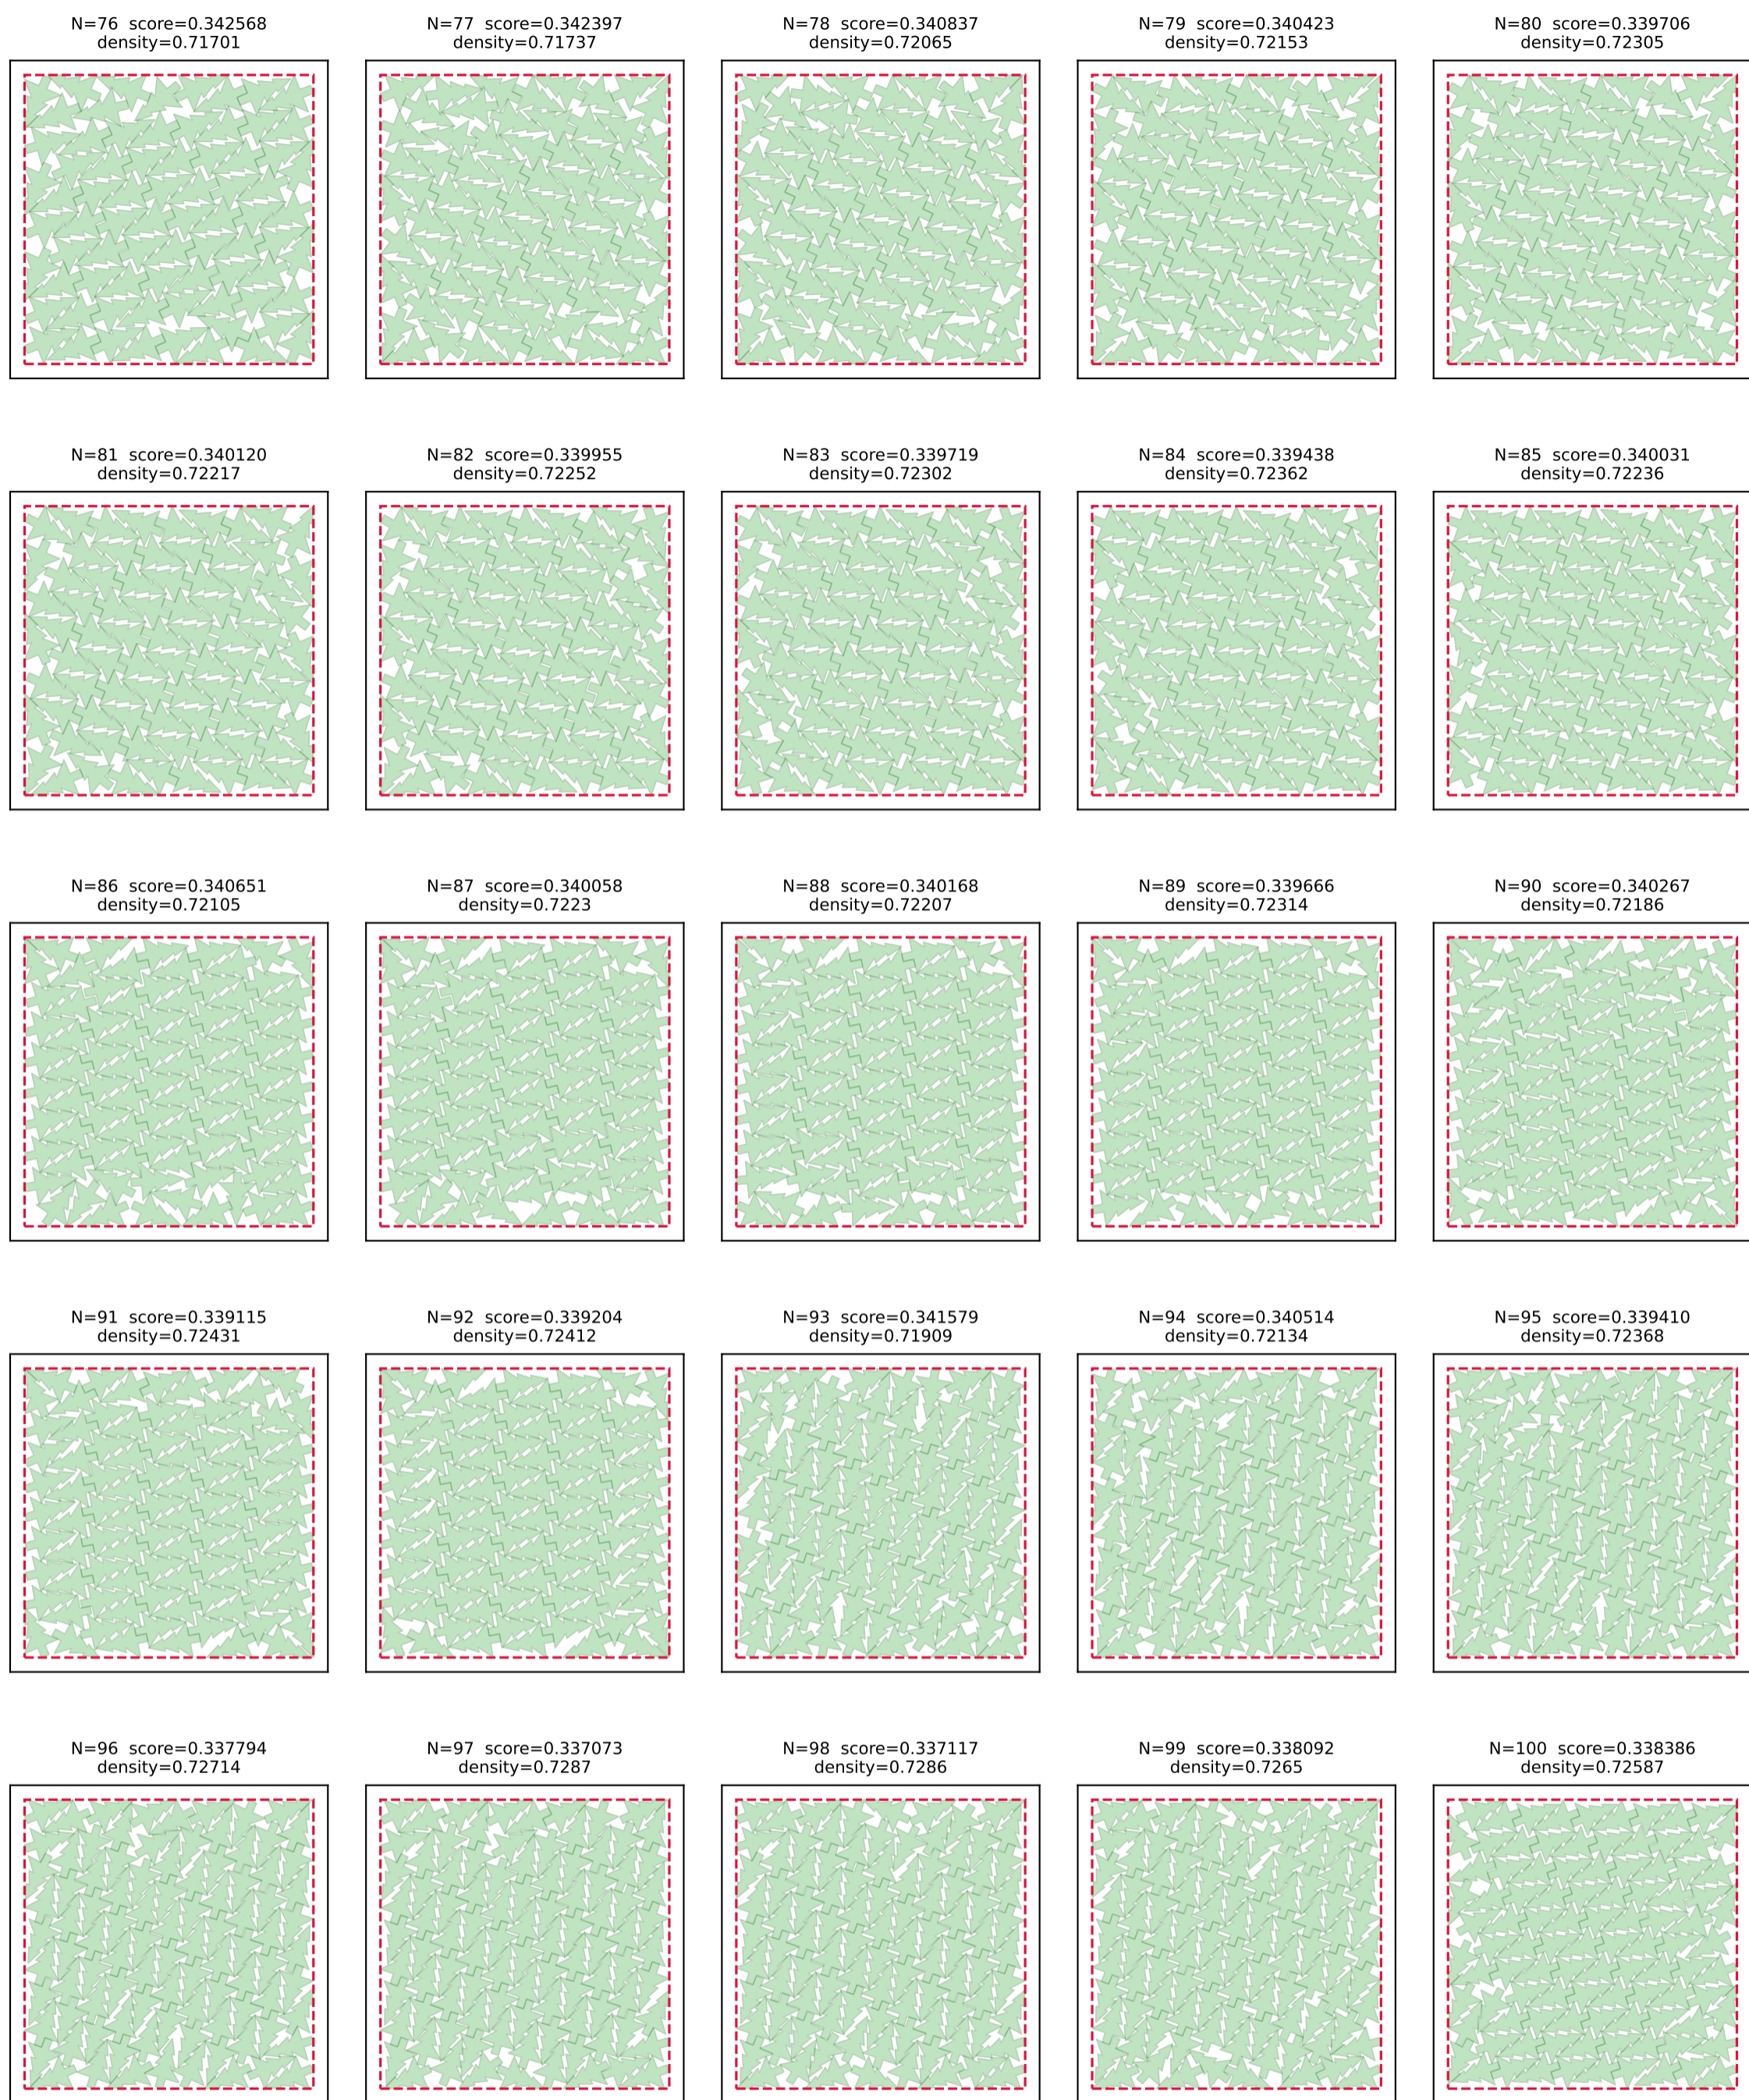 N=76  score=0.342568
density=0.71701
N=77  score=0.342397
density=0.71737
N=78  score=0.340837
density=0.72065
N=79  score=0.340423
density=0.72153
N=80  score=0.339706
density=0.72305
N=81  score=0.340120
density=0.72217
N=82  score=0.339955
density=0.72252
N=83  score=0.339719
density=0.72302
N=84  score=0.339438
density=0.72362
N=85  score=0.340031
density=0.72236
N=86  score=0.340651
density=0.72105
N=87  score=0.340058
density=0.7223
N=88  score=0.340168
density=0.72207
N=89  score=0.339666
density=0.72314
N=90  score=0.340267
density=0.72186
N=91  score=0.339115
density=0.72431
N=92  score=0.339204
density=0.72412
N=93  score=0.341579
density=0.71909
N=94  score=0.340514
density=0.72134
N=95  score=0.339410
density=0.72368
N=96  score=0.337794
density=0.72714
N=97  score=0.337073
density=0.7287
N=98  score=0.337117
density=0.7286
N=99  score=0.338092
density=0.7265
N=100  score=0.338386
density=0.72587